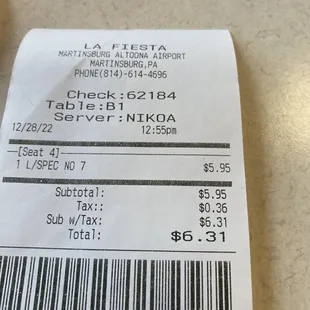 LA FIESTA
MARTINSBURG ALTOONA AIRPORT
MARTINSBURG,PA
PHONE(814)-614-4696
Check:62184
Table:B1
Server:NIKOA
12/28/22 12:55pm
[Seat 4]
1 L/SPEC NO 7 $5.95
Subtotal: $5.95
Tax:: $0.36
Sub w/Tax: $6.31
Total: $6.31